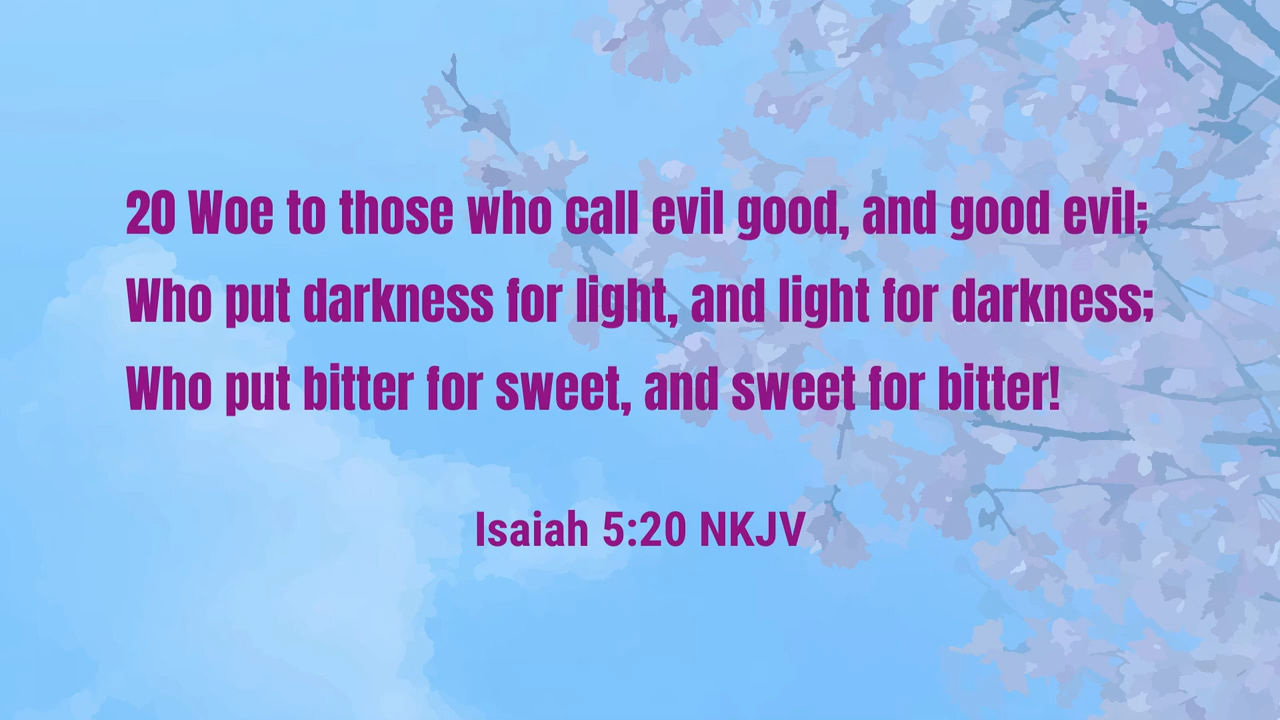 20 Woe to those who call evil good, and good evil;
Who put darkness for light, and light for darkness;
Who put bitter for sweet, and sweet for bitter!
Isaiah 5:20 NKJV